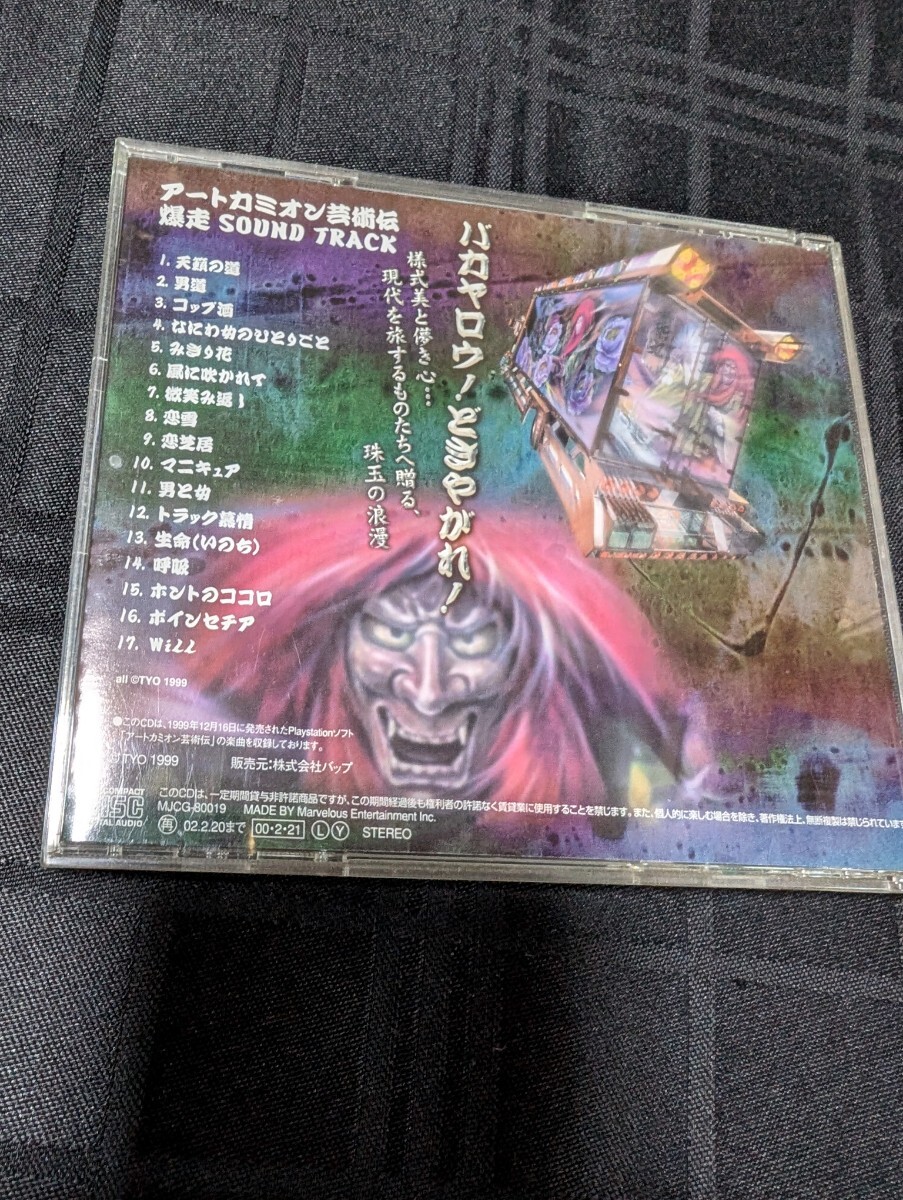 アートカミオン芸術伝
爆走 SOUND TRACK
1. 天顔の道
2. 男道
3. コップ酒
4. なにわ女のひとりごと
5. みぎり花
6. 風に吹かれて
7. 微笑み返し
8. 恋雪
9. 恋芝居
10. マニキュア
11. 男と女
12. トラック慕情
13. 生命(いのち)
14. 呼吸
15. ホントのココロ
16. ポインセチア
17. Will
all ©TYO 1999
バカヤロウ!どきやがれ!
様式美と儚き心…
現代を旅するものたちへ贈る、
珠玉の浪漫
●このCDは、1999年12月16日に発売されたPlaystationソフト
「アートカミオン芸術伝」の楽曲を収録しております。
TYO 1999 販売元:株式会社バップ
COMPACT
DISC
DIGITAL AUDIO
このCDは、一定期間貸与非許諾商品ですが、この期間経過後も権利者の許諾なく賃貸業に使用することを禁じます。また、個人的に楽しむ場合を除き、著作権法上、無断複製は禁じられています
MJCG-80019 MADE BY Marvelous Entertainment Inc.
再 02.2.20まで 00・2・21 L Y STEREO